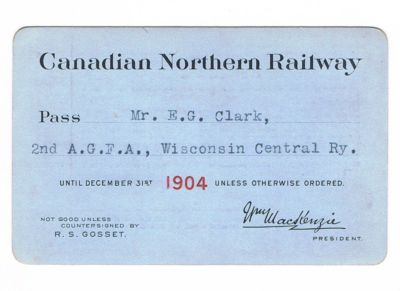 Canadian Northern Railway
Pass Mr. E.G. Clark,
2nd A.G.F.A., Wisconsin Central Ry.
UNTIL DECEMBER 31ST 1904 UNLESS OTHERWISE ORDERED.
NOT GOOD UNLESS
COUNTERSIGNED BY
R. S. GOSSET.
Wm MacKenzie
PRESIDENT.